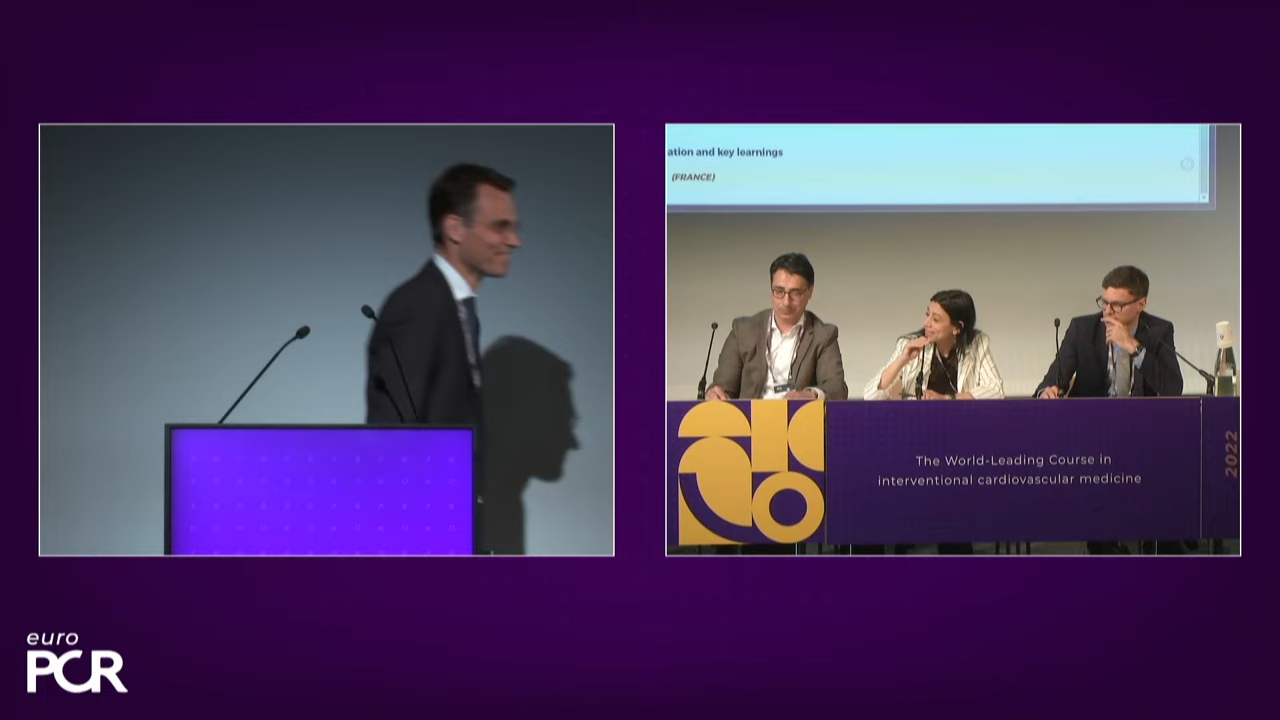 ation and key learnings
(FRANCE)
The World-Leading Course in
interventional cardiovascular medicine
2022
euro
PCR